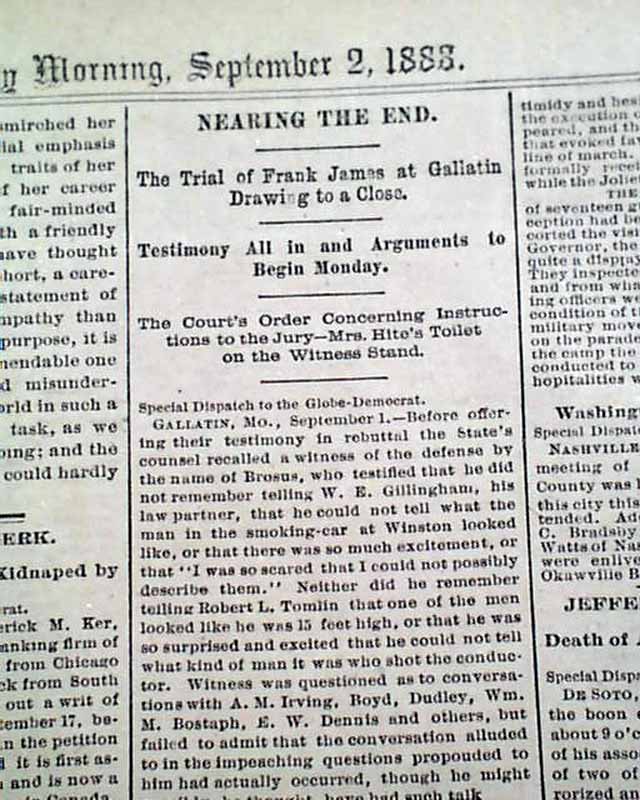 y Morning, September 2, 1883.
smirched her
ial emphasis
traits of her
f her career
fair-minded
th a friendly
have thought
hort, a care-
statement of
mpathy than
purpose, it is
mendable one
d misunder-
orld in such a
task, as we
oing; and the
could hardly
ERK.
Kidnaped by
rat.
erick M. Ker,
anking firm of
from Chicago
ck from South
out a writ of
tember 17, be-
n the petition
d it is first as-
and is now a
NEARING THE END.
The Trial of Frank James at Gallatin
Drawing to a Close.
Testimony All in and Arguments to
Begin Monday.
The Court's Order Concerning Instruc-
tions to the Jury—Mrs. Hite's Toilet
on the Witness Stand.
Special Dispatch to the Globe-Democrat.
GALLATIN, MO., September 1.—Before offer-
ing their testimony in rebuttal the State's
counsel recalled a witness of the defense by
the name of Brosus, who testified that he did
not remember telling W. E. Gillingham, his
law partner, that he could not tell what the
man in the smoking-car at Winston looked
like, or that there was so much excitement, or
that "I was so scared that I could not possibly
describe them." Neither did he remember
telling Robert L. Tomlin that one of the men
looked like he was 15 feet high, or that he was
so surprised and excited that he could not tell
what kind of man it was who shot the conduc-
tor. Witness was questioned as to conversa-
tions with A. M. Irving, Boyd, Dudley, Wm.
M. Bostaph, E. W. Dennis and others, but
failed to admit that the conversation alluded
to in the impeaching questions propounded to
him had actually occurred, though he might
timidy and
the execution o
peared, and th
that evoked fav
line of march.
formally recei
while the Joliet
THE
of seventeen gu
ception had be
corted the visit
Governor, the
quite a display
They inspected
and from what
ing officers w
condition of th
military move
on the parade
the camp the
conducted to
hopitalities w
Washing
Special Dispatc
NASHVILLE
meeting of
County was h
this city this
tended. Ad
C. Bradsby
Watts of Nas
were enlive
Okawville B
JEFFE
Death of
Special Dispa
DE SOTO,
the boon
about 9 o'c
of his asso
of two of
rorized an